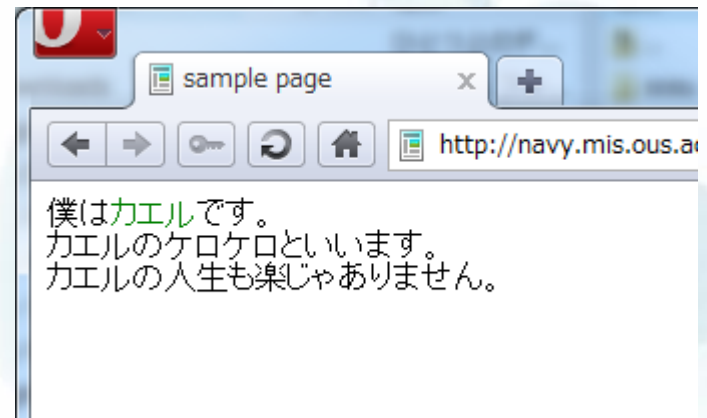 sample page
http://navy.mis.ous.a
僕はカエルです。
カエルのケロケロといいます。
カエルの人生も楽じゃありません。